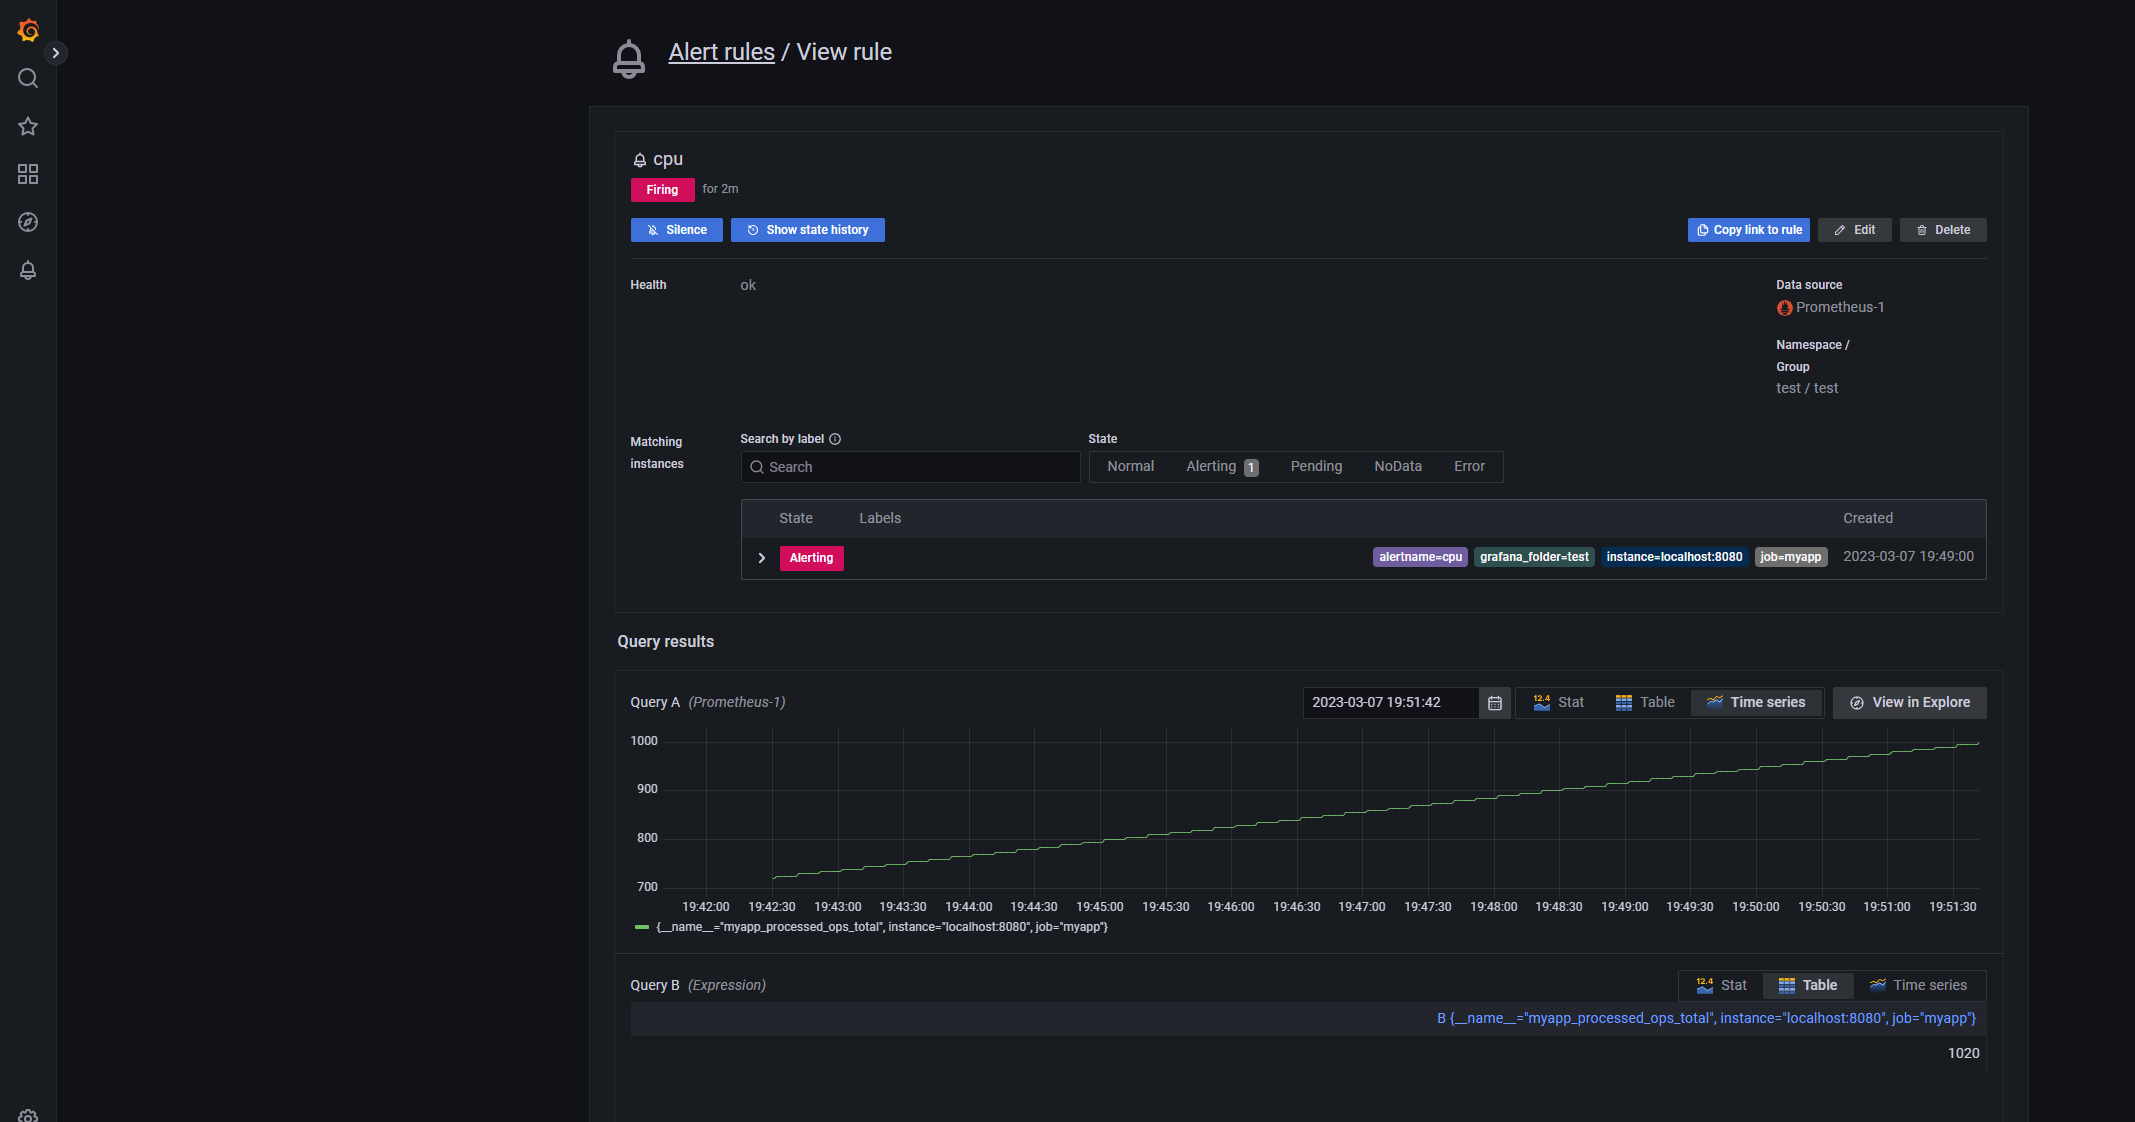 Alert rules / View rule
cpu
Firing for 2m
Silence Show state history Copy link to rule Edit Delete
Health ok Data source
Prometheus-1
Namespace /
Group
test / test
Matching
instances
Search by label State
Search Normal Alerting 1 Pending NoData Error
State Labels Created
Alerting alertname=cpu grafana_folder=test instance=localhost:8080 job=myapp 2023-03-07 19:49:00
Query results
Query A (Prometheus-1) 2023-03-07 19:51:42 12.4 Stat Table Time series View in Explore
1000
900
800
700
19:42:00 19:42:30 19:43:00 19:43:30 19:44:00 19:44:30 19:45:00 19:45:30 19:46:00 19:46:30 19:47:00 19:47:30 19:48:00 19:48:30 19:49:00 19:49:30 19:50:00 19:50:30 19:51:00 19:51:30
{__name__="myapp_processed_ops_total", instance="localhost:8080", job="myapp"}
Query B (Expression) 12.4 Stat Table Time series
B {__name__="myapp_processed_ops_total", instance="localhost:8080", job="myapp"}
1020